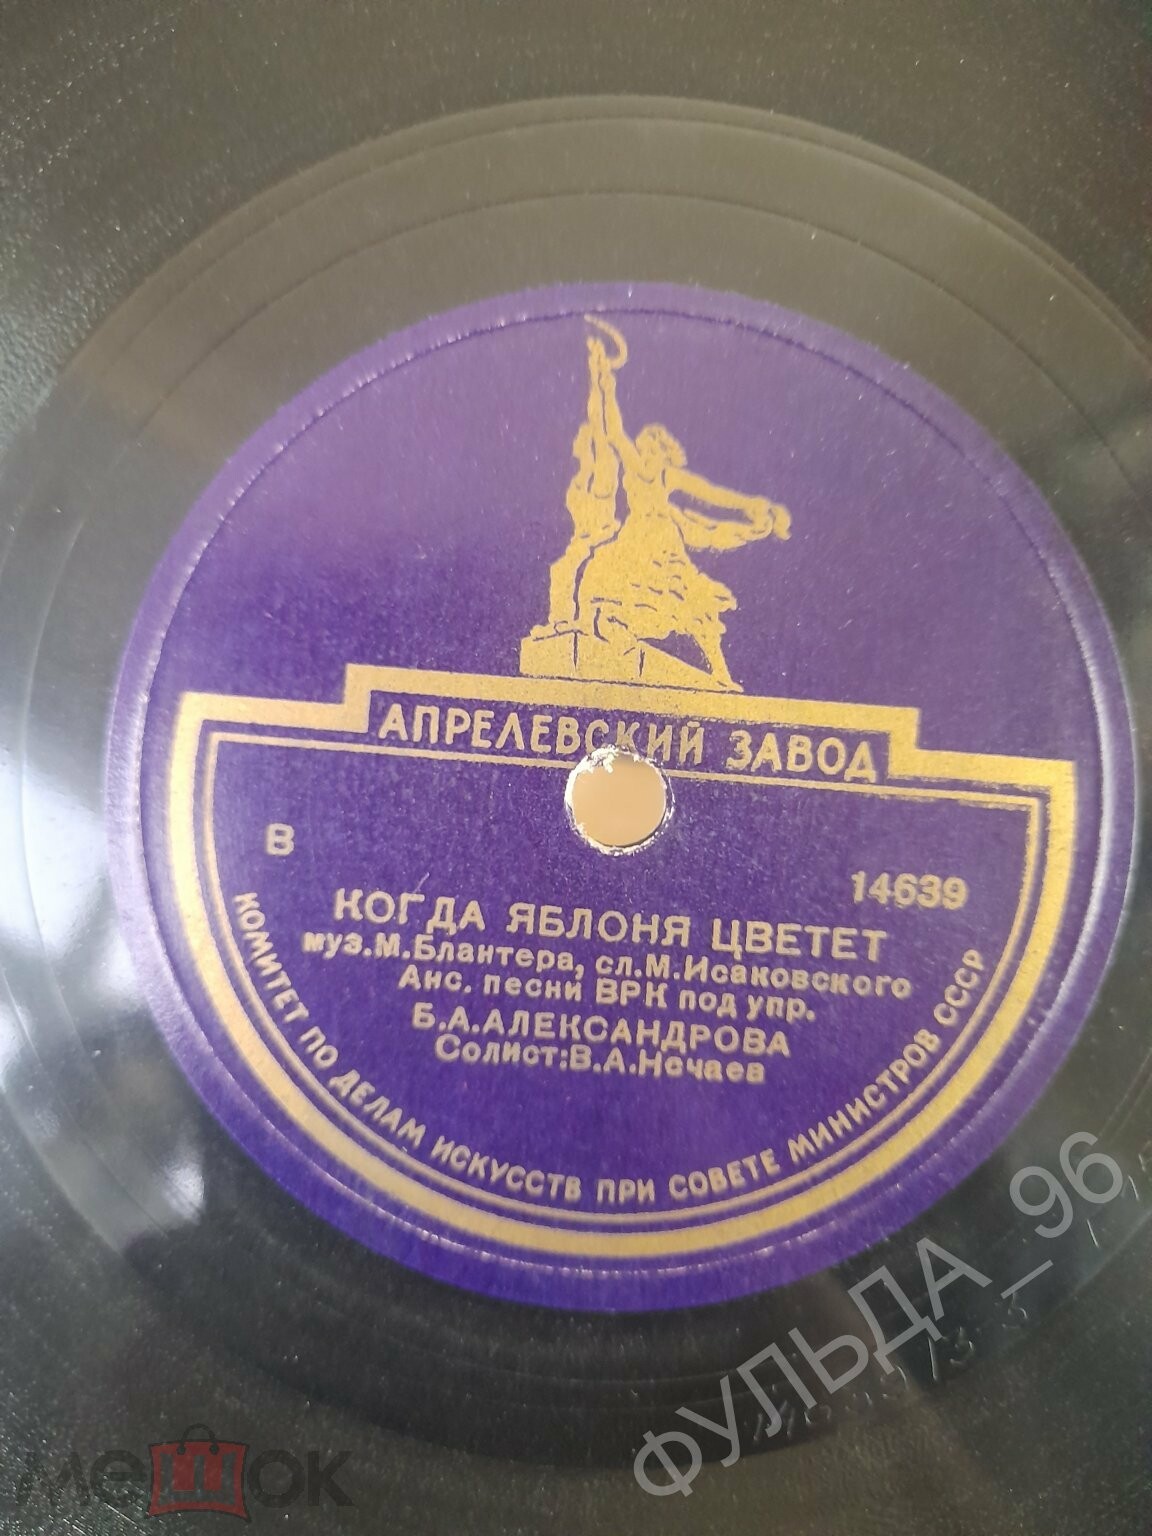 АПРЕЛЕВСКИЙ ЗАВОД
В
14639
КОГДА ЯБЛОНЯ ЦВЕТЕТ
муз.М.Блантера, сл.М.Исаковского
Анс. песни ВРК под упр.
Б.А.АЛЕКСАНДРОВА
Солист:В.А.Нечаев
КОМИТЕТ ПО ДЕЛАМ ИСКУССТВ ПРИ СОВЕТЕ МИНИСТРОВ СССР
ФУЛЬДА_96
мешок